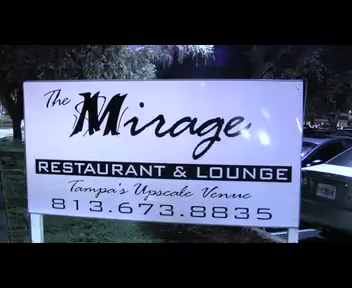 The Mirage
RESTAURANT & LOUNGE
Tampa's Upscale Venue
813.673.8835